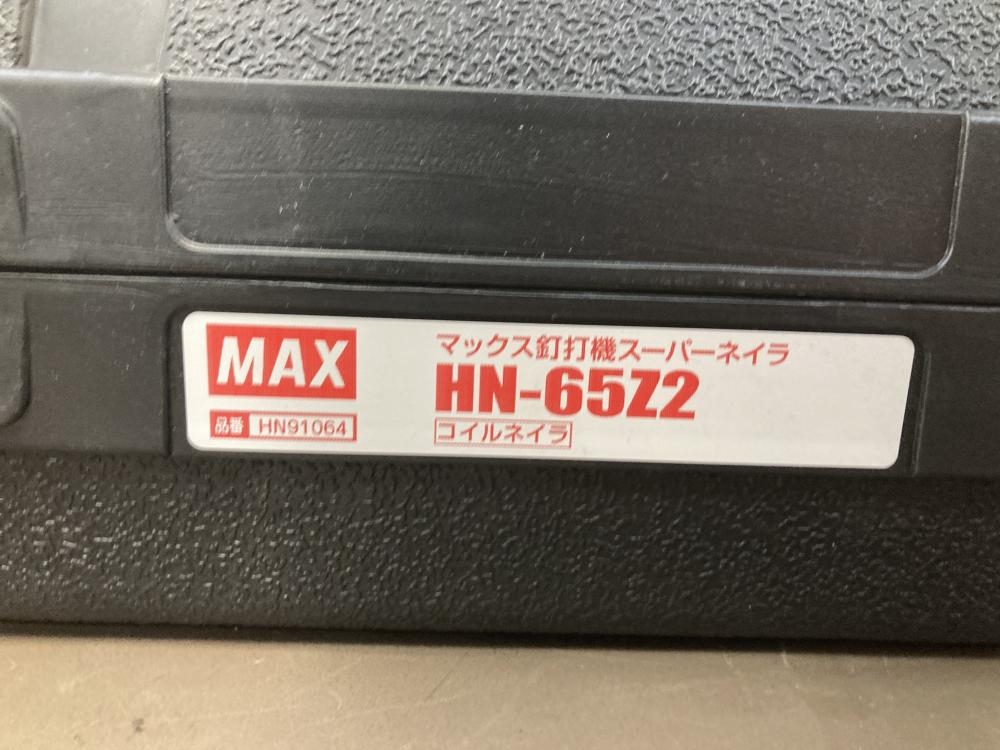 MAX
品番 HN91064
マックス釘打機スーパーネイラ
HN-65Z2
コイルネイラ